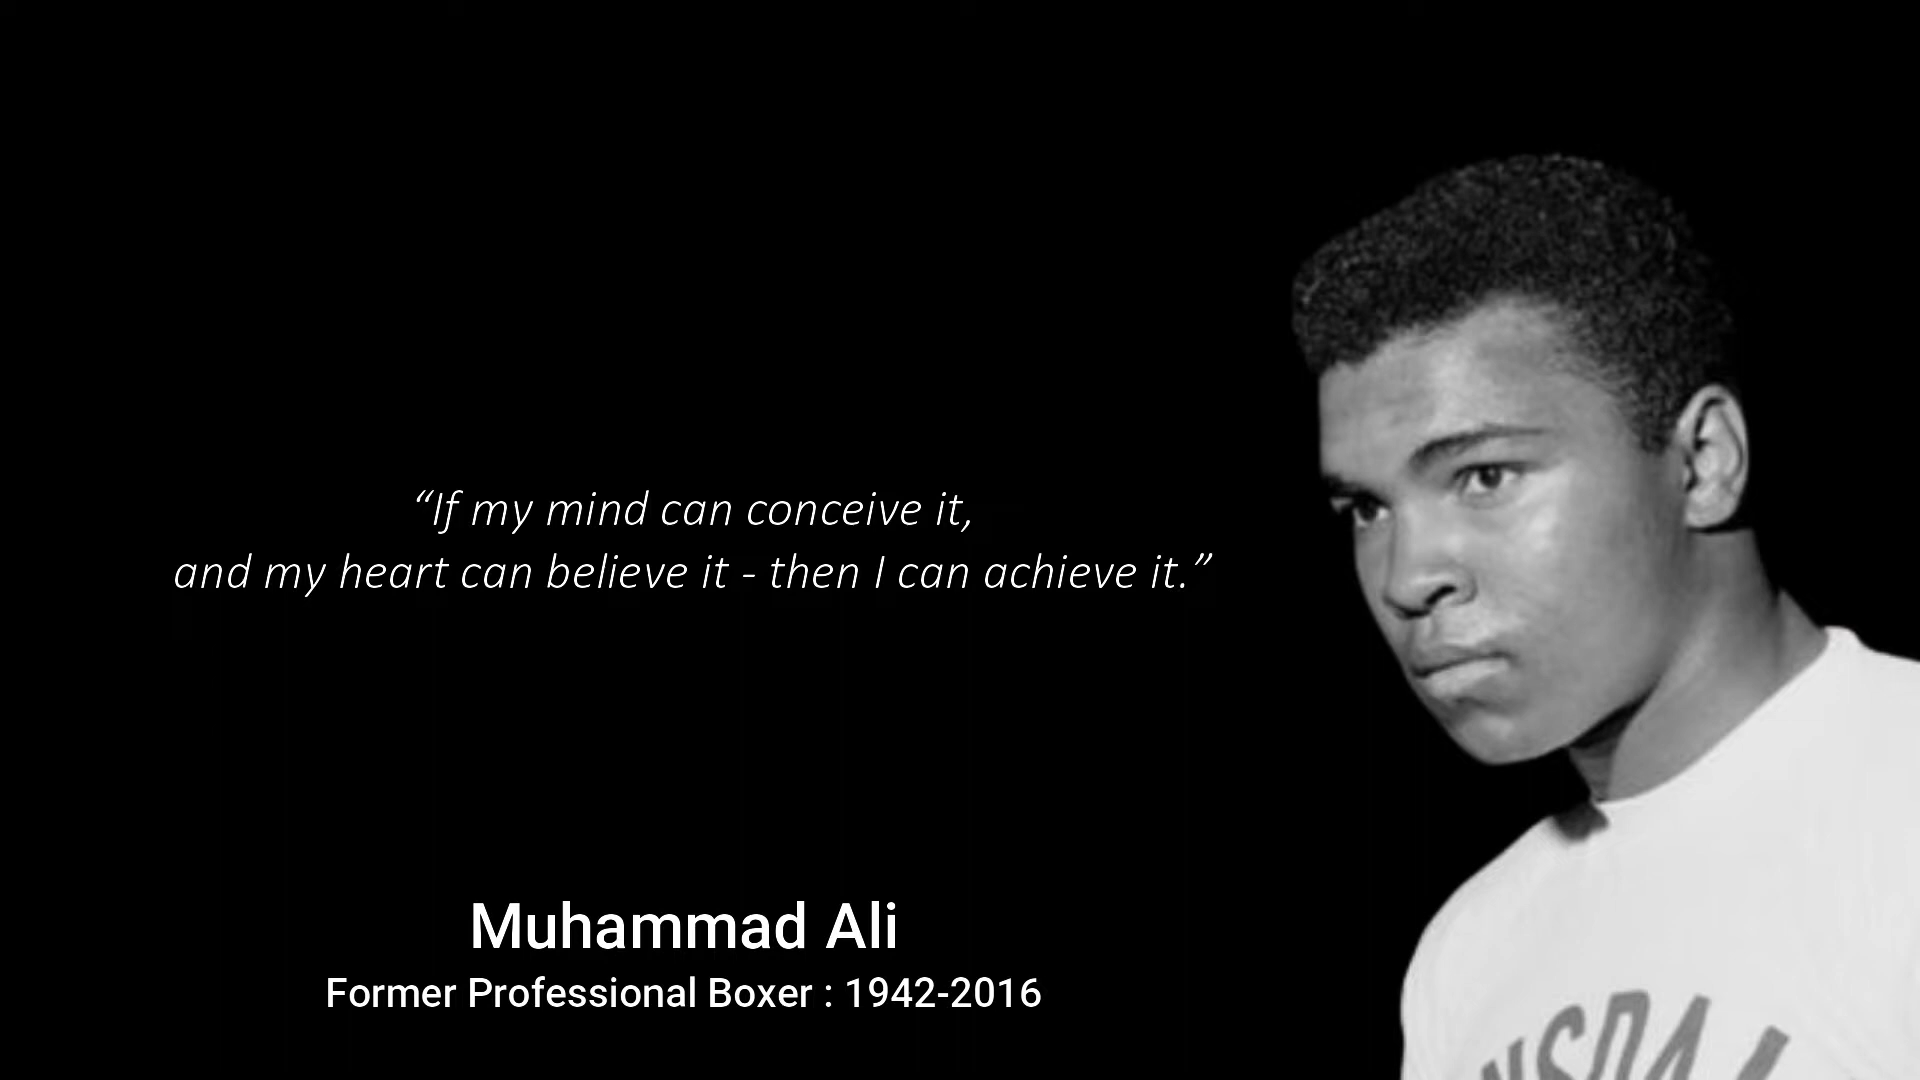 “If my mind can conceive it,
and my heart can believe it - then I can achieve it.”
Muhammad Ali
Former Professional Boxer : 1942-2016